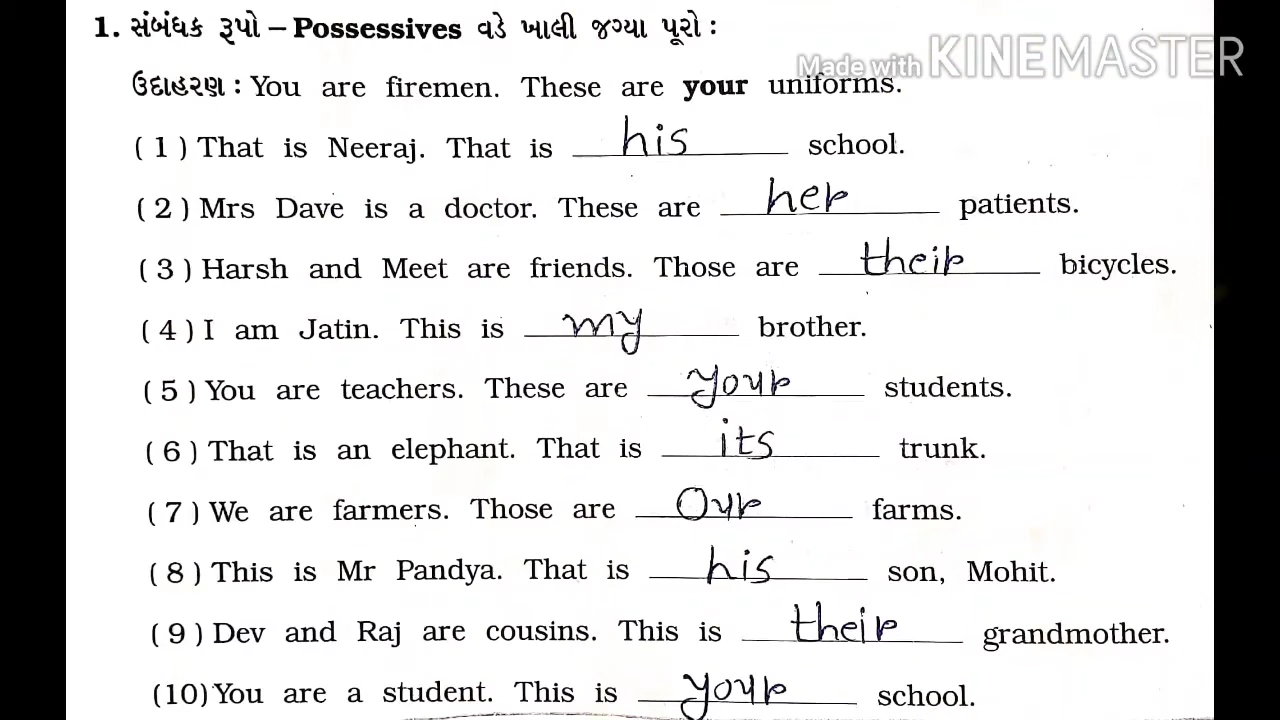 1. સંબંધક રૂપો – Possessives વડે ખાલી જગ્યા પૂરો :
Made with KINEMASTER
ઉદાહરણ : You are firemen. These are your uniforms.
( 1 ) That is Neeraj. That is his school.
( 2 ) Mrs Dave is a doctor. These are her patients.
( 3 ) Harsh and Meet are friends. Those are their bicycles.
( 4 ) I am Jatin. This is my brother.
( 5 ) You are teachers. These are your students.
( 6 ) That is an elephant. That is its trunk.
( 7 ) We are farmers. Those are Our farms.
( 8 ) This is Mr Pandya. That is his son, Mohit.
( 9 ) Dev and Raj are cousins. This is their grandmother.
(10) You are a student. This is your school.